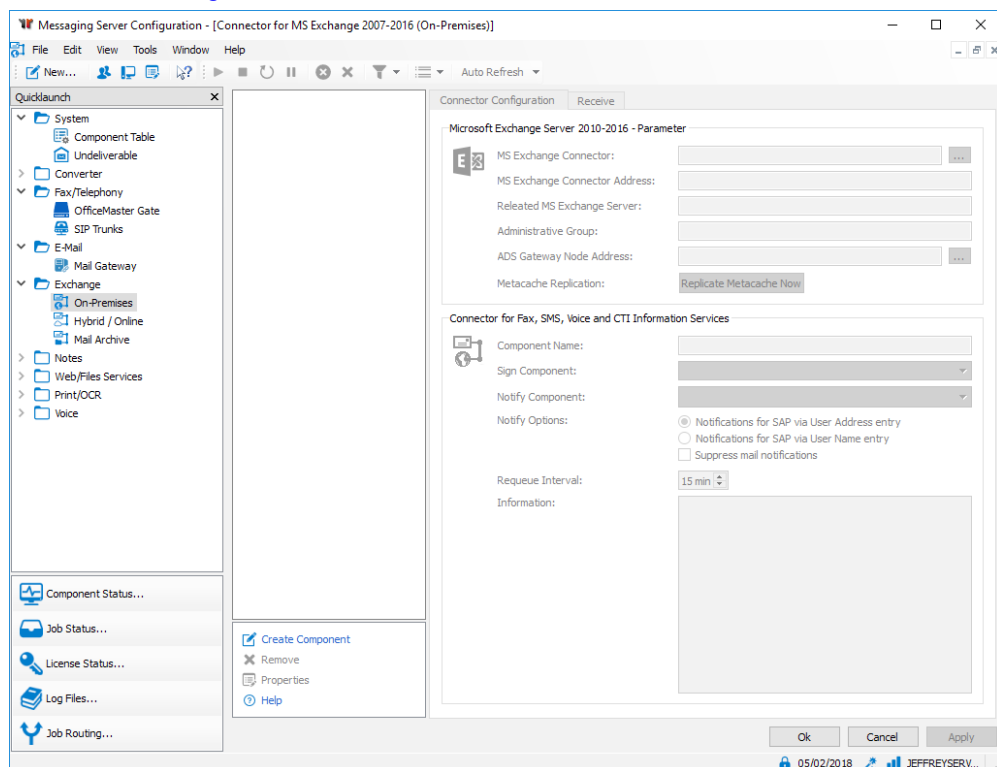 Messaging Server Configuration - [Connector for MS Exchange 2007-2016 (On-Premises)]
File Edit View Tools Window Help
New... Auto Refresh
Quicklaunch
System
Component Table
Undeliverable
Converter
Fax/Telephony
OfficeMaster Gate
SIP Trunks
E-Mail
Mail Gateway
Exchange
On-Premises
Hybrid / Online
Mail Archive
Notes
Web/Files Services
Print/OCR
Voice
Component Status...
Job Status...
License Status...
Log Files...
Job Routing...
Create Component
Remove
Properties
Help
Connector Configuration Receive
Microsoft Exchange Server 2010-2016 - Parameter
MS Exchange Connector: ...
MS Exchange Connector Address:
Releated MS Exchange Server:
Administrative Group:
ADS Gateway Node Address: ...
Metacache Replication: Replicate Metacache Now
Connector for Fax, SMS, Voice and CTI Information Services
Component Name:
Sign Component:
Notify Component:
Notify Options: Notifications for SAP via User Address entry
Notifications for SAP via User Name entry
Suppress mail notifications
Requeue Interval: 15 min
Information:
Ok Cancel Apply
05/02/2018 JEFFREYSERV...